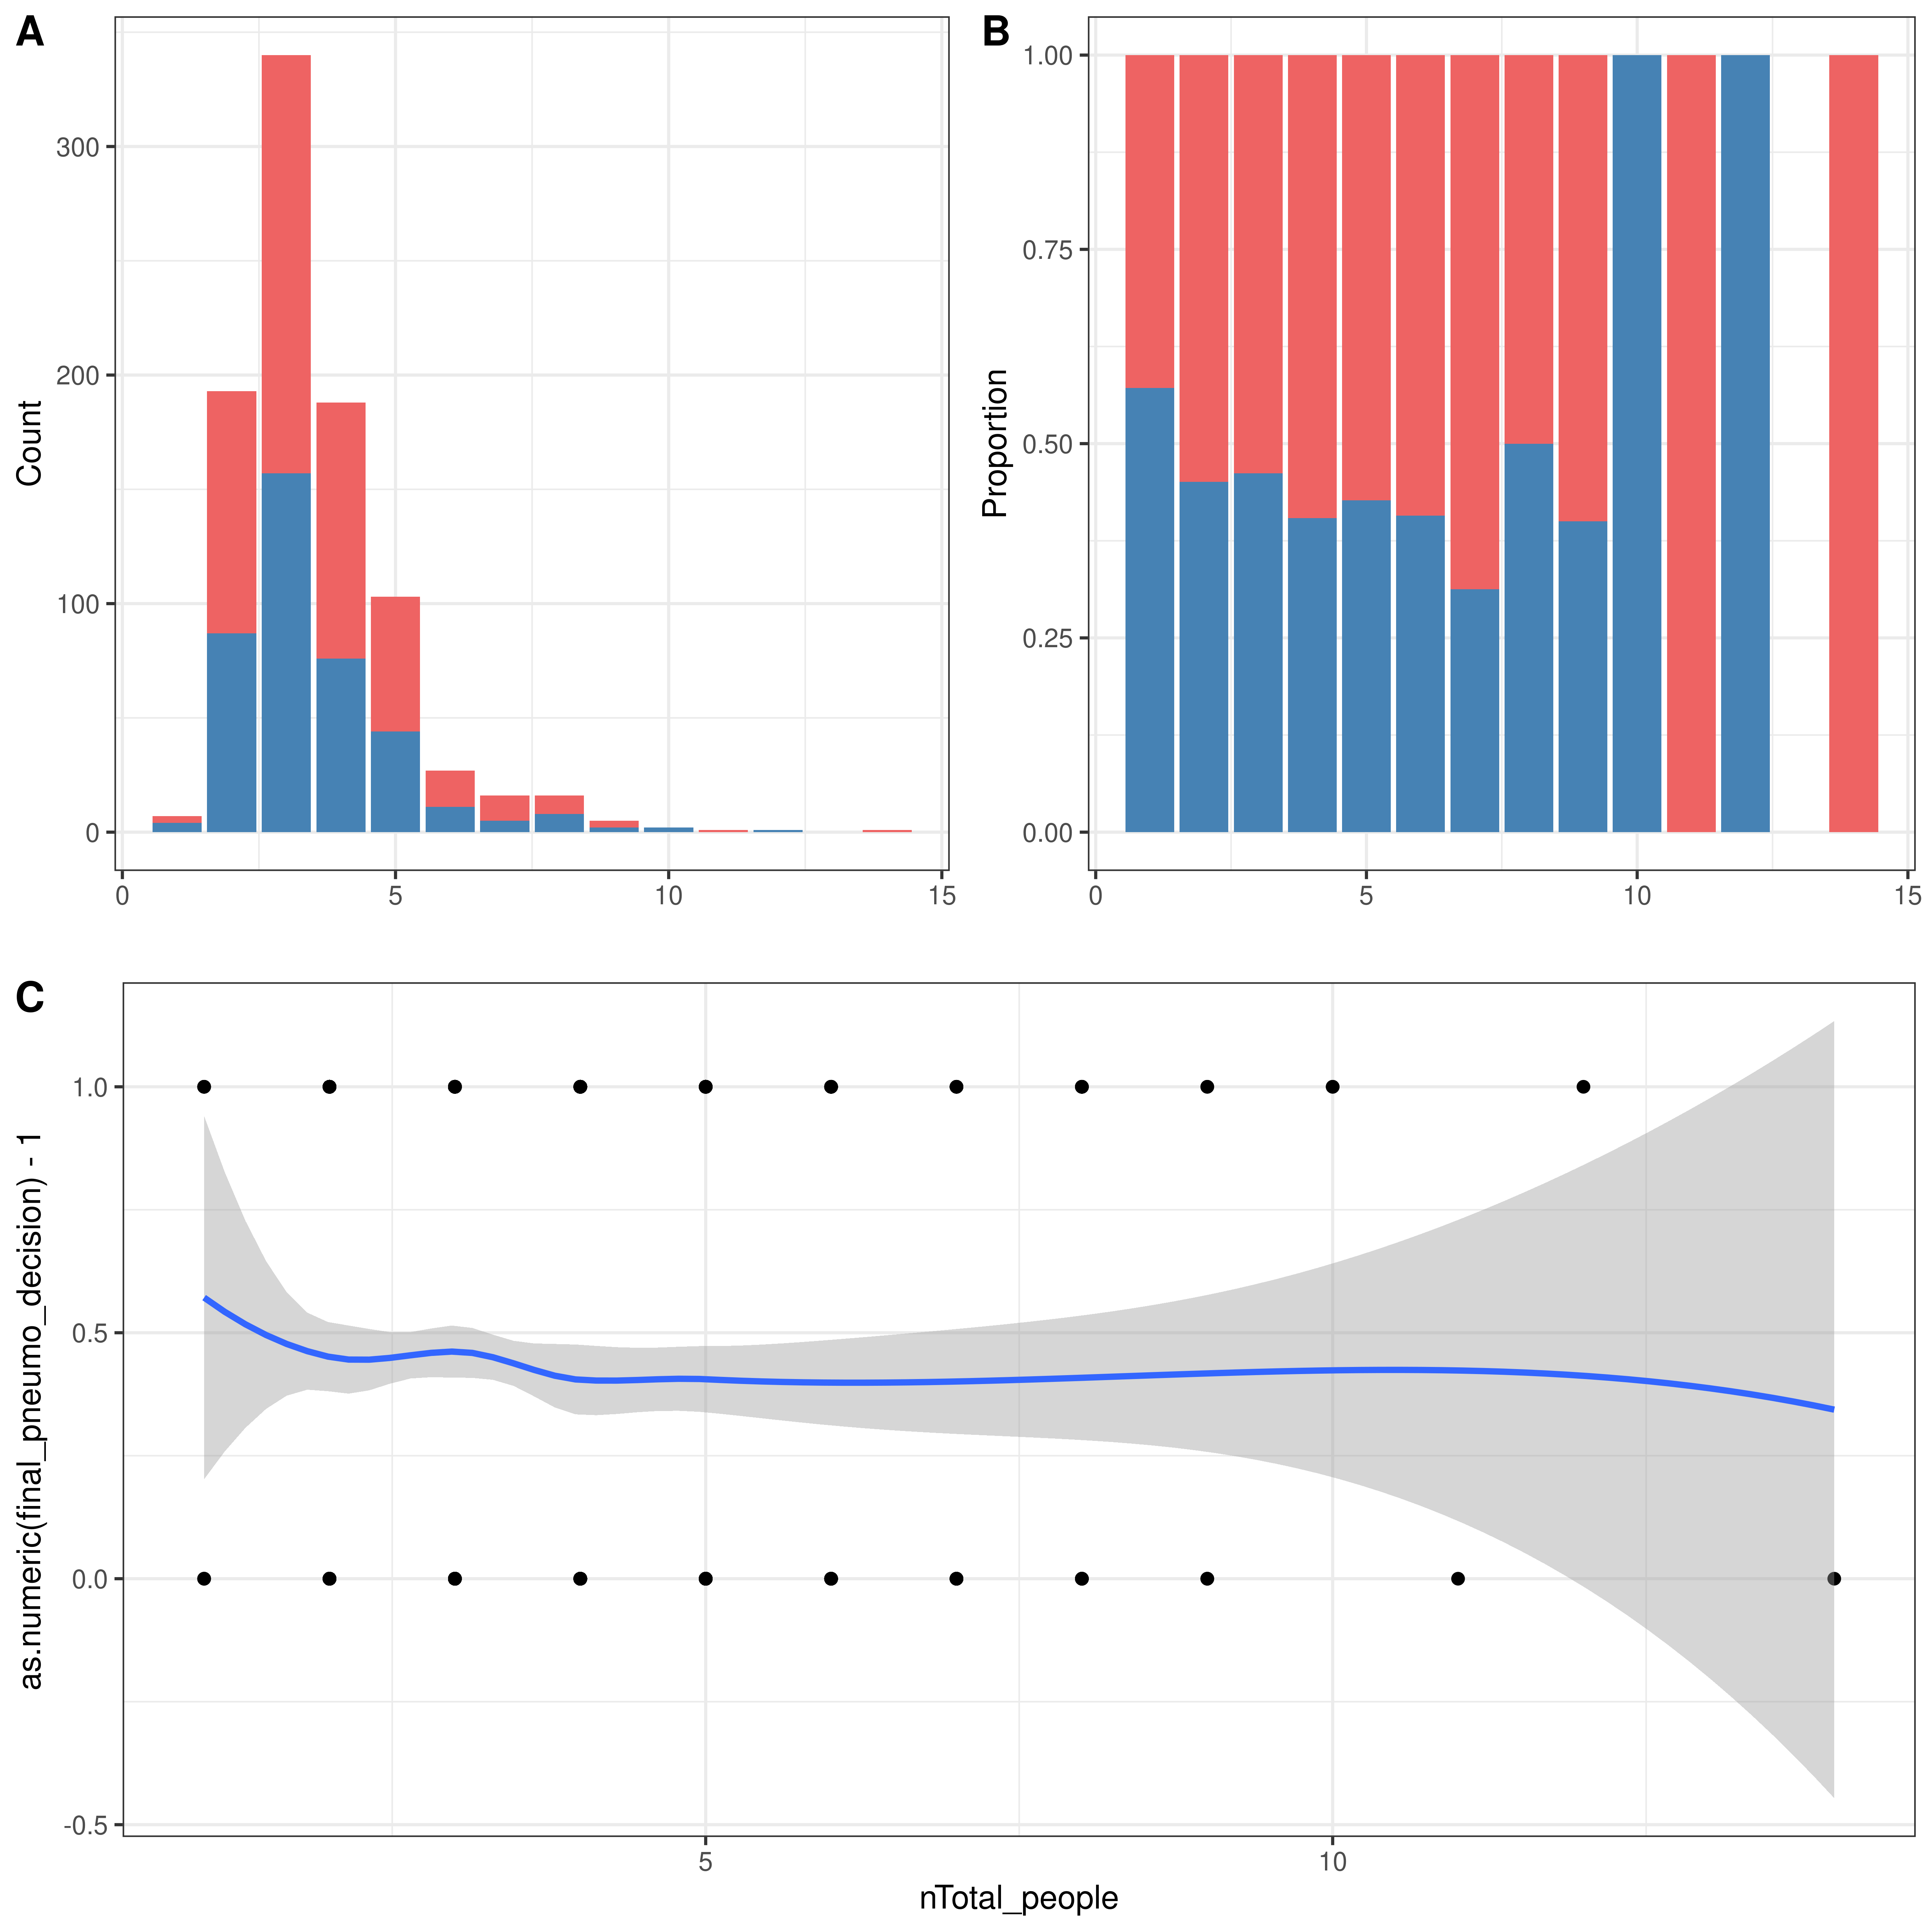 A
Count
300
200
100
0
0 5 10 15
B
Proportion
1.00
0.75
0.50
0.25
0.00
0 5 10 15
C
as.numeric(final_pneumo_decision) - 1
1.0
0.5
0.0
-0.5
5 10
nTotal_people